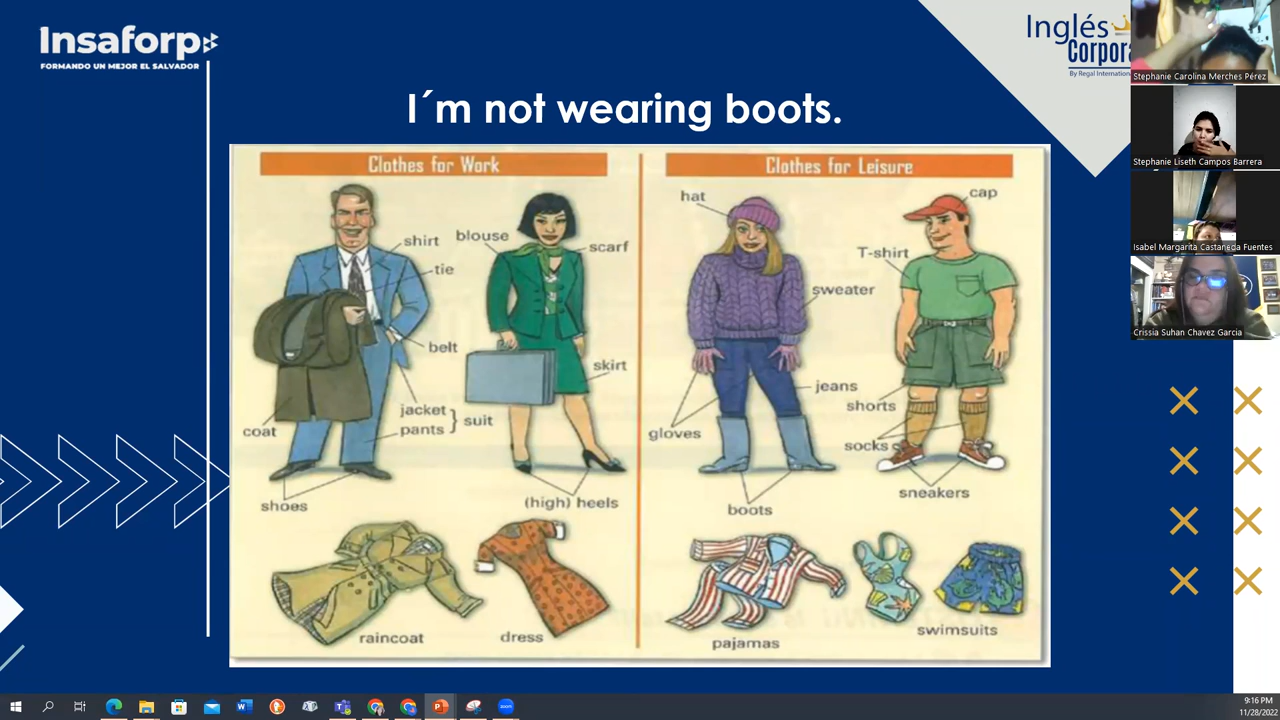 Insaforp
FORMANDO UN MEJOR EL SALVADOR
Inglés
Corpora
By Regal Internation
I´m not wearing boots.
Clothes for Work
shirt
blouse
scarf
tie
belt
skirt
jacket
pants
suit
coat
shoes
(high) heels
raincoat
dress
Clothes for Leisure
hat
cap
T-shirt
sweater
jeans
shorts
gloves
socks
sneakers
boots
pajamas
swimsuits
Stephanie Carolina Merches Pérez
Stephanie Liseth Campos Barrera
Isabel Margarita Castaneda Fuentes
Crissia Suhan Chavez Garcia
9:16 PM
11/28/2022